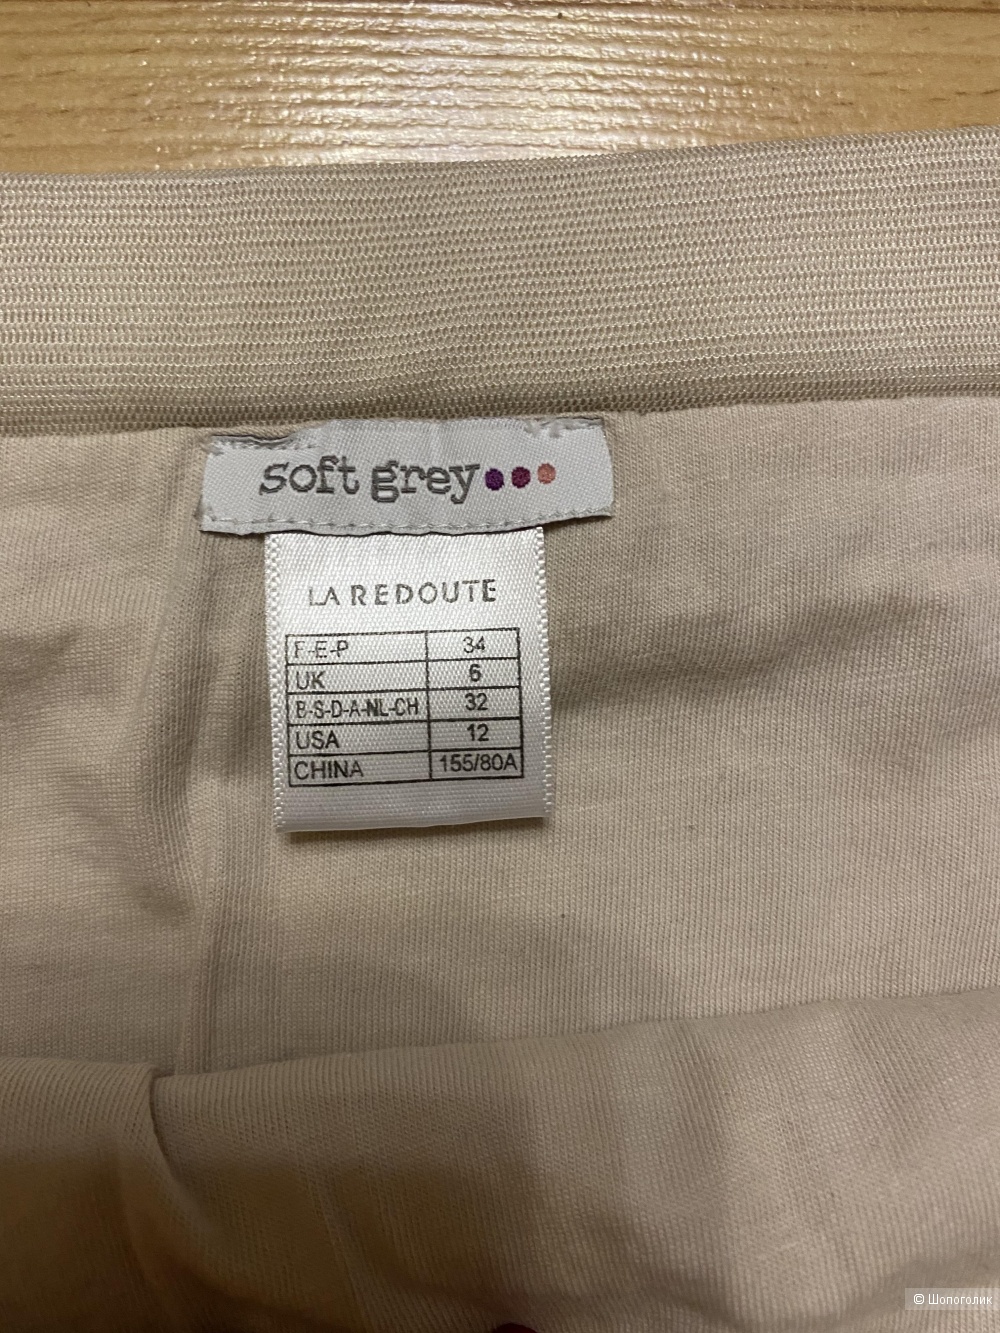 soft grey
LA REDOUTE
F-E-P 34
UK 6
B-S-D-A-NL-CH 32
USA 12
CHINA 155/80A
© Шопоголик